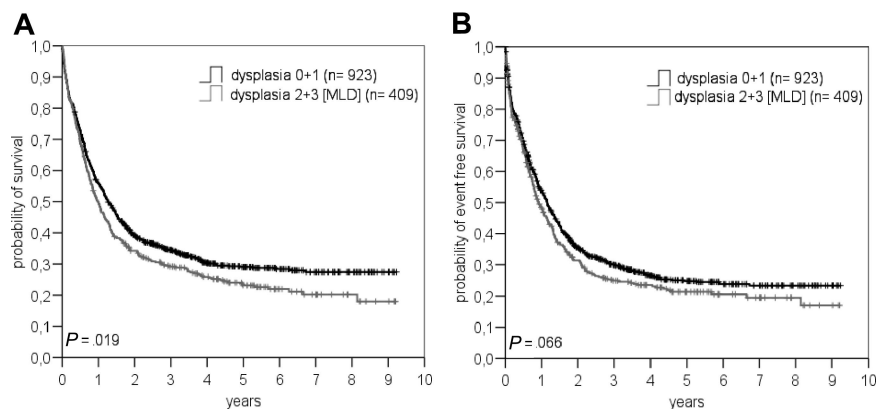 A
probability of survival
1,0
0,9
0,8
0,7
0,6
0,5
0,4
0,3
0,2
0,1
0,0
dysplasia 0+1 (n= 923)
dysplasia 2+3 [MLD] (n= 409)
P = .019
0 1 2 3 4 5 6 7 8 9 10
years
B
probability of event free survival
1,0
0,9
0,8
0,7
0,6
0,5
0,4
0,3
0,2
0,1
0,0
dysplasia 0+1 (n= 923)
dysplasia 2+3 [MLD] (n= 409)
P = .066
0 1 2 3 4 5 6 7 8 9 10
years